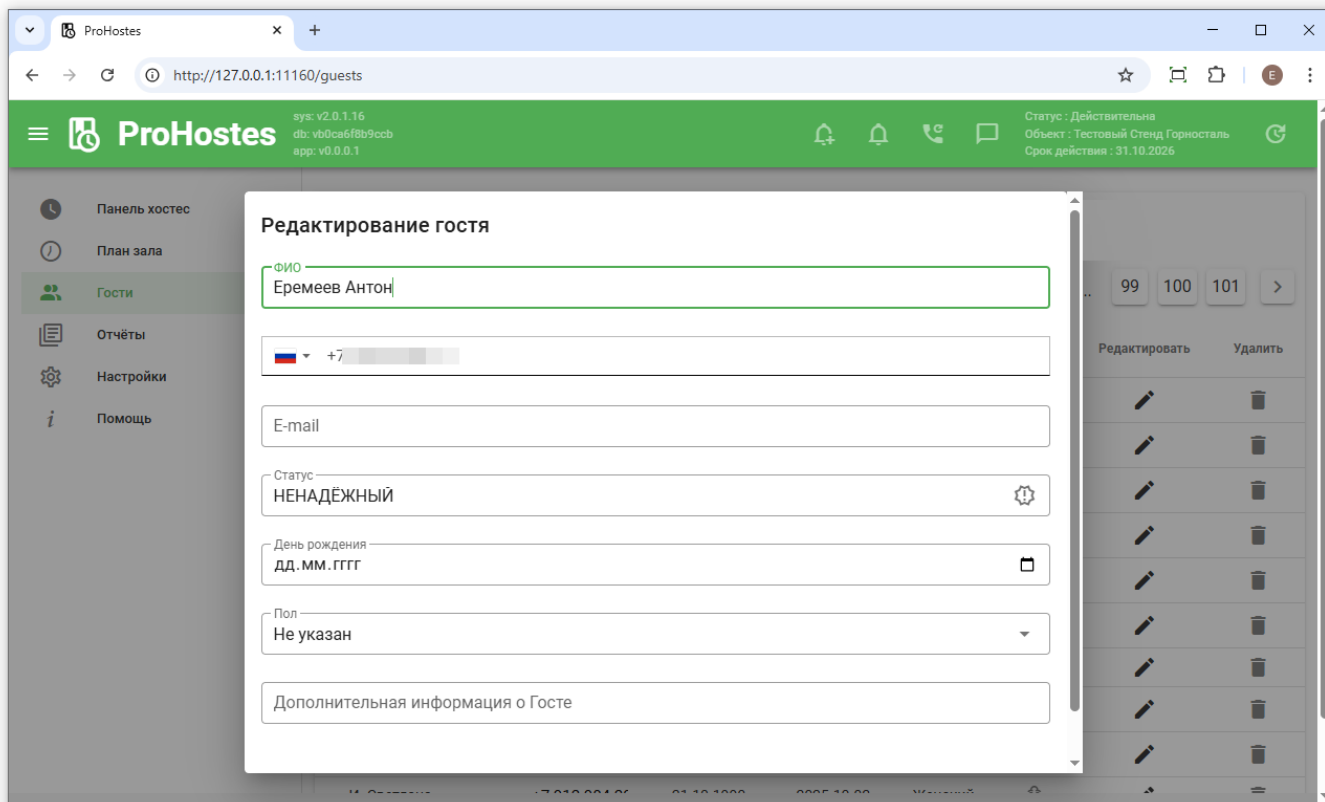 ProHostes
http://127.0.0.1:11160/guests
E
ProHostes
sys: v2.0.1.16
db: vb0ca6f8b9ccb
app: v0.0.0.1
Статус : Действительна
Объект : Тестовый Стенд Горносталь
Срок действия : 31.10.2026
Панель хостес
План зала
Гости
Отчёты
Настройки
Помощь
Редактирование гостя
ФИО
Еремеев Антон
+7
E-mail
Статус
НЕНАДЁЖНЫЙ
День рождения
дд.мм.гггг
Пол
Не указан
Дополнительная информация о Госте
.. 99 100 101
Редактировать Удалить